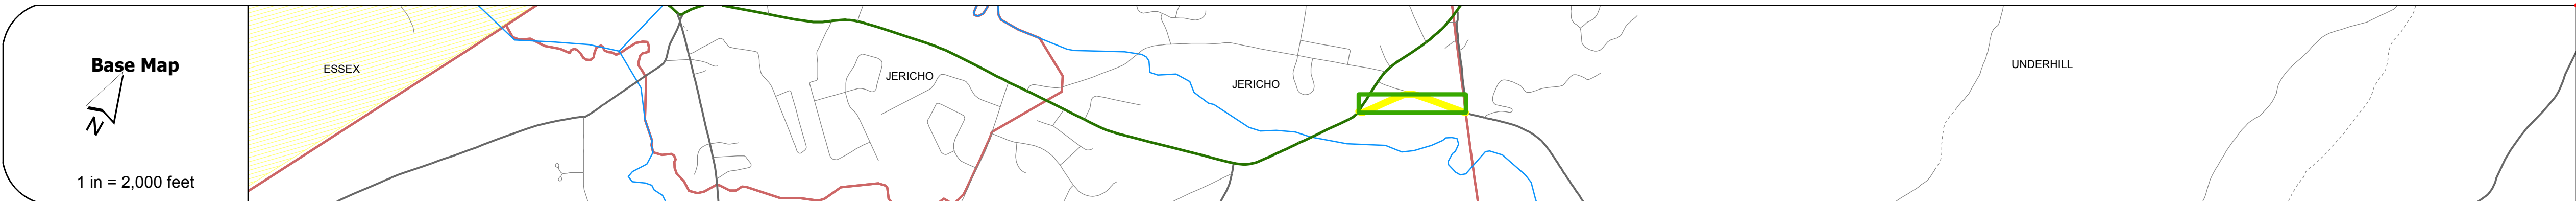 Base Map
N
1 in = 2,000 feet
ESSEX
JERICHO
JERICHO
UNDERHILL